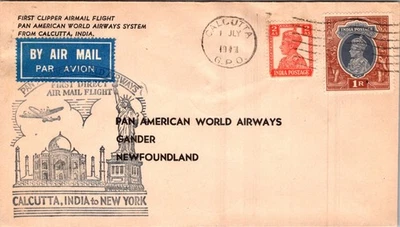 FIRST CLIPPER AIRMAIL FLIGHT
PAN AMERICAN WORLD AIRWAYS SYSTEM
FROM CALCUTTA, INDIA.
BY AIR MAIL
PAR AVION
CALCUTTA
1 JLY
G.P.O.
INDIA POSTAGE
INDIA POSTAGE
1 R
PAN AMERICAN WORLD AIRWAYS
GANDER
NEWFOUNDLAND
FIRST DIRECT
AIR MAIL FLIGHT
CALCUTTA, INDIA to NEW YORK